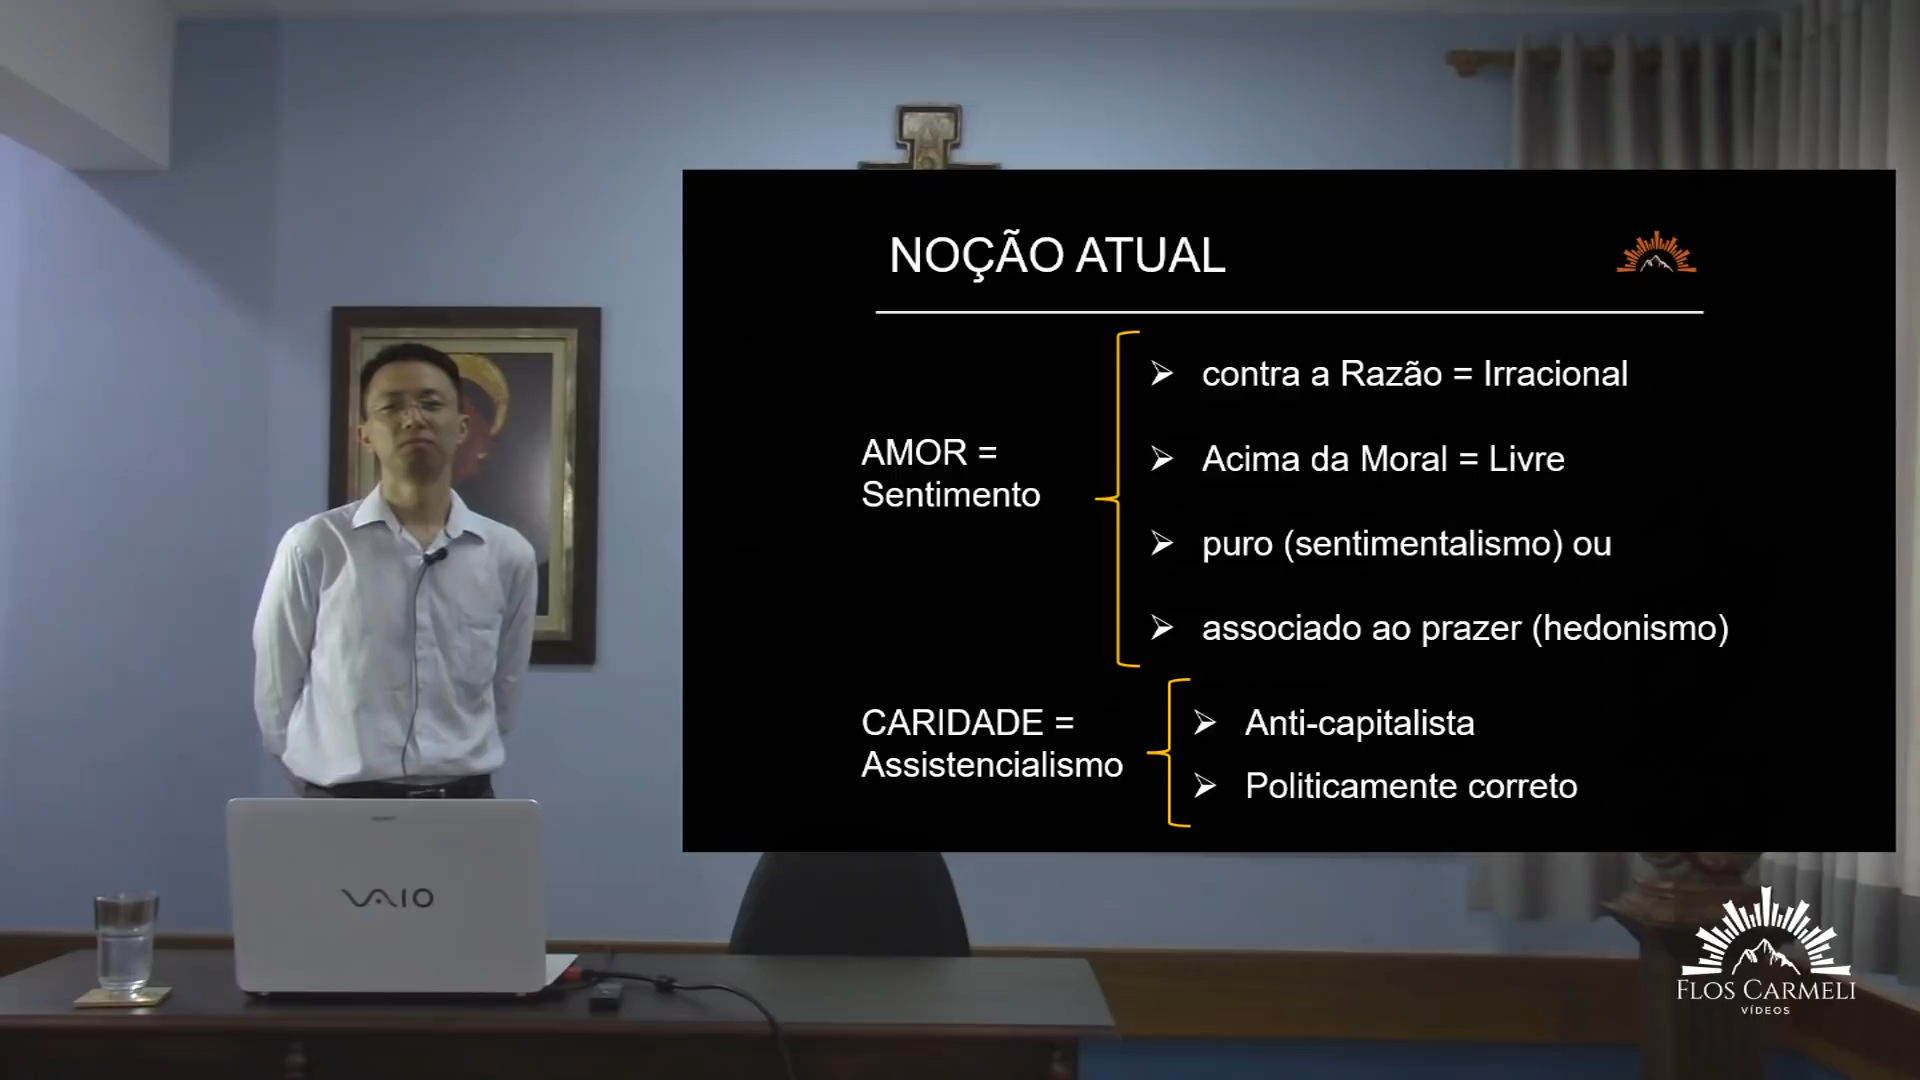 NOÇÃO ATUAL
AMOR =
Sentimento
➢ contra a Razão = Irracional
➢ Acima da Moral = Livre
➢ puro (sentimentalismo) ou
➢ associado ao prazer (hedonismo)
CARIDADE =
Assistencialismo
➢ Anti-capitalista
➢ Politicamente correto
VAIO
FLOS CARMELI
VÍDEOS